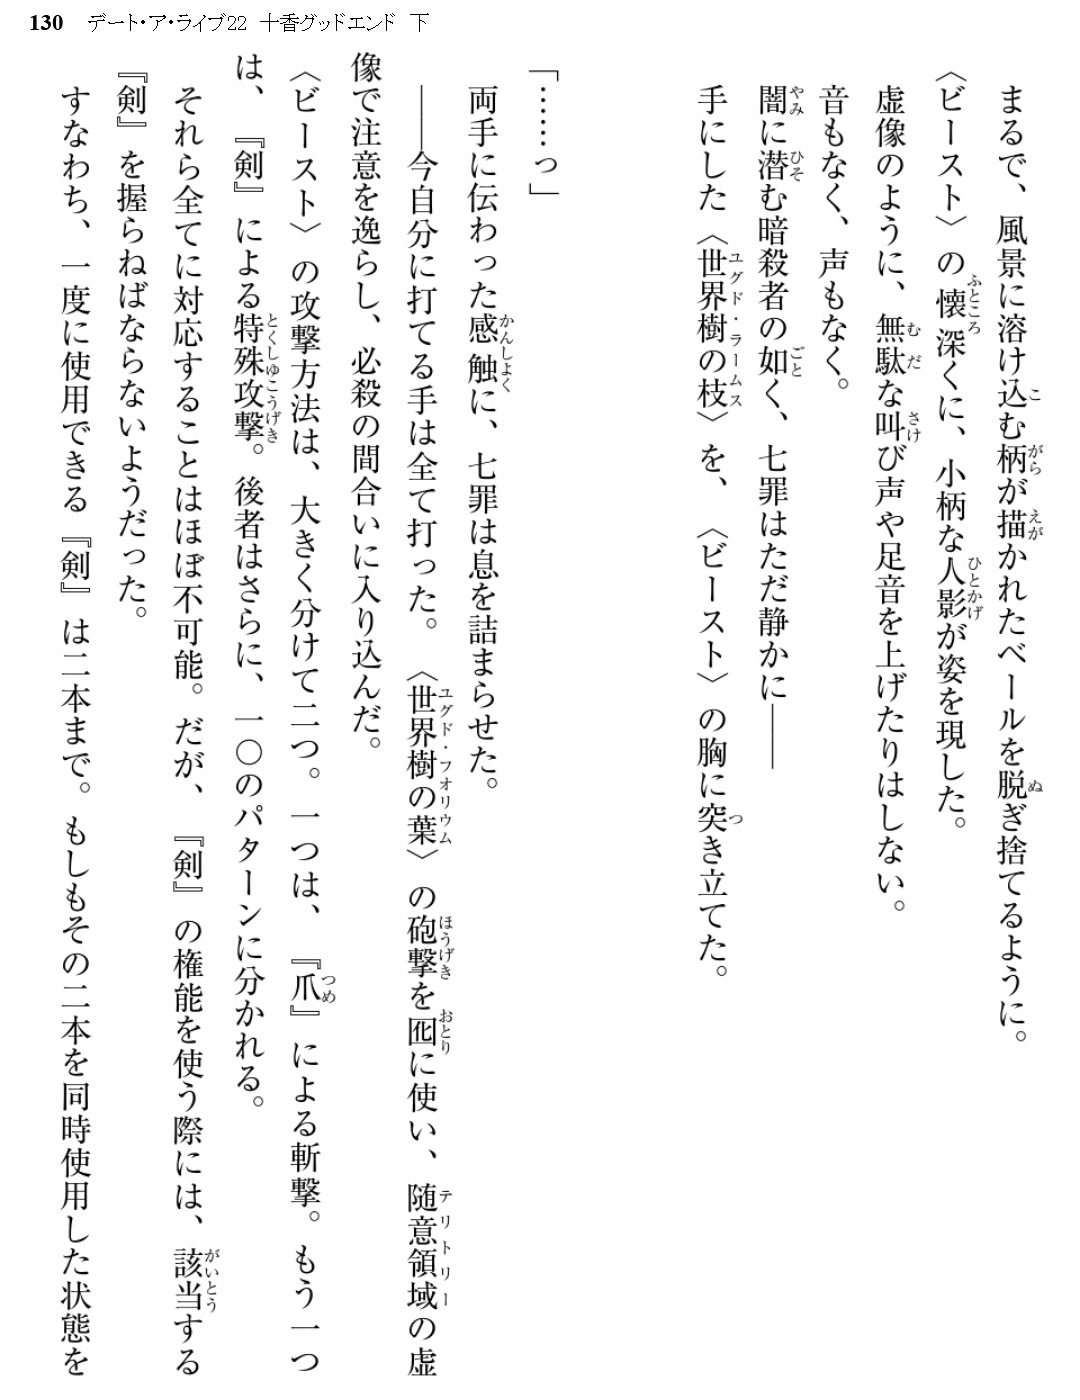 130 デート・ア・ライブ22 十香グッドエンド 下
まるで、風景に溶け込む柄が描かれたベールを脱ぎ捨てるように。
〈ビースト〉の懐深くに、小柄な人影が姿を現した。
虚像のように、無駄な叫び声や足音を上げたりはしない。
音もなく、声もなく。
闇に潜む暗殺者の如く、七罪はただ静かに――
手にした〈世界樹の枝〉を、〈ビースト〉の胸に突き立てた。
「……っ」
両手に伝わった感触に、七罪は息を詰まらせた。
――今自分に打てる手は全て打った。〈世界樹の葉〉の砲撃を囮に使い、随意領域の虚
像で注意を逸らし、必殺の間合いに入り込んだ。
〈ビースト〉の攻撃方法は、大きく分けて二つ。一つは、『爪』による斬撃。もう一つ
は、『剣』による特殊攻撃。後者はさらに、一〇のパターンに分かれる。
それら全てに対応することはほぼ不可能。だが、『剣』の権能を使う際には、該当する
『剣』を握らねばならないようだった。
すなわち、一度に使用できる『剣』は二本まで。もしもその二本を同時使用した状態を